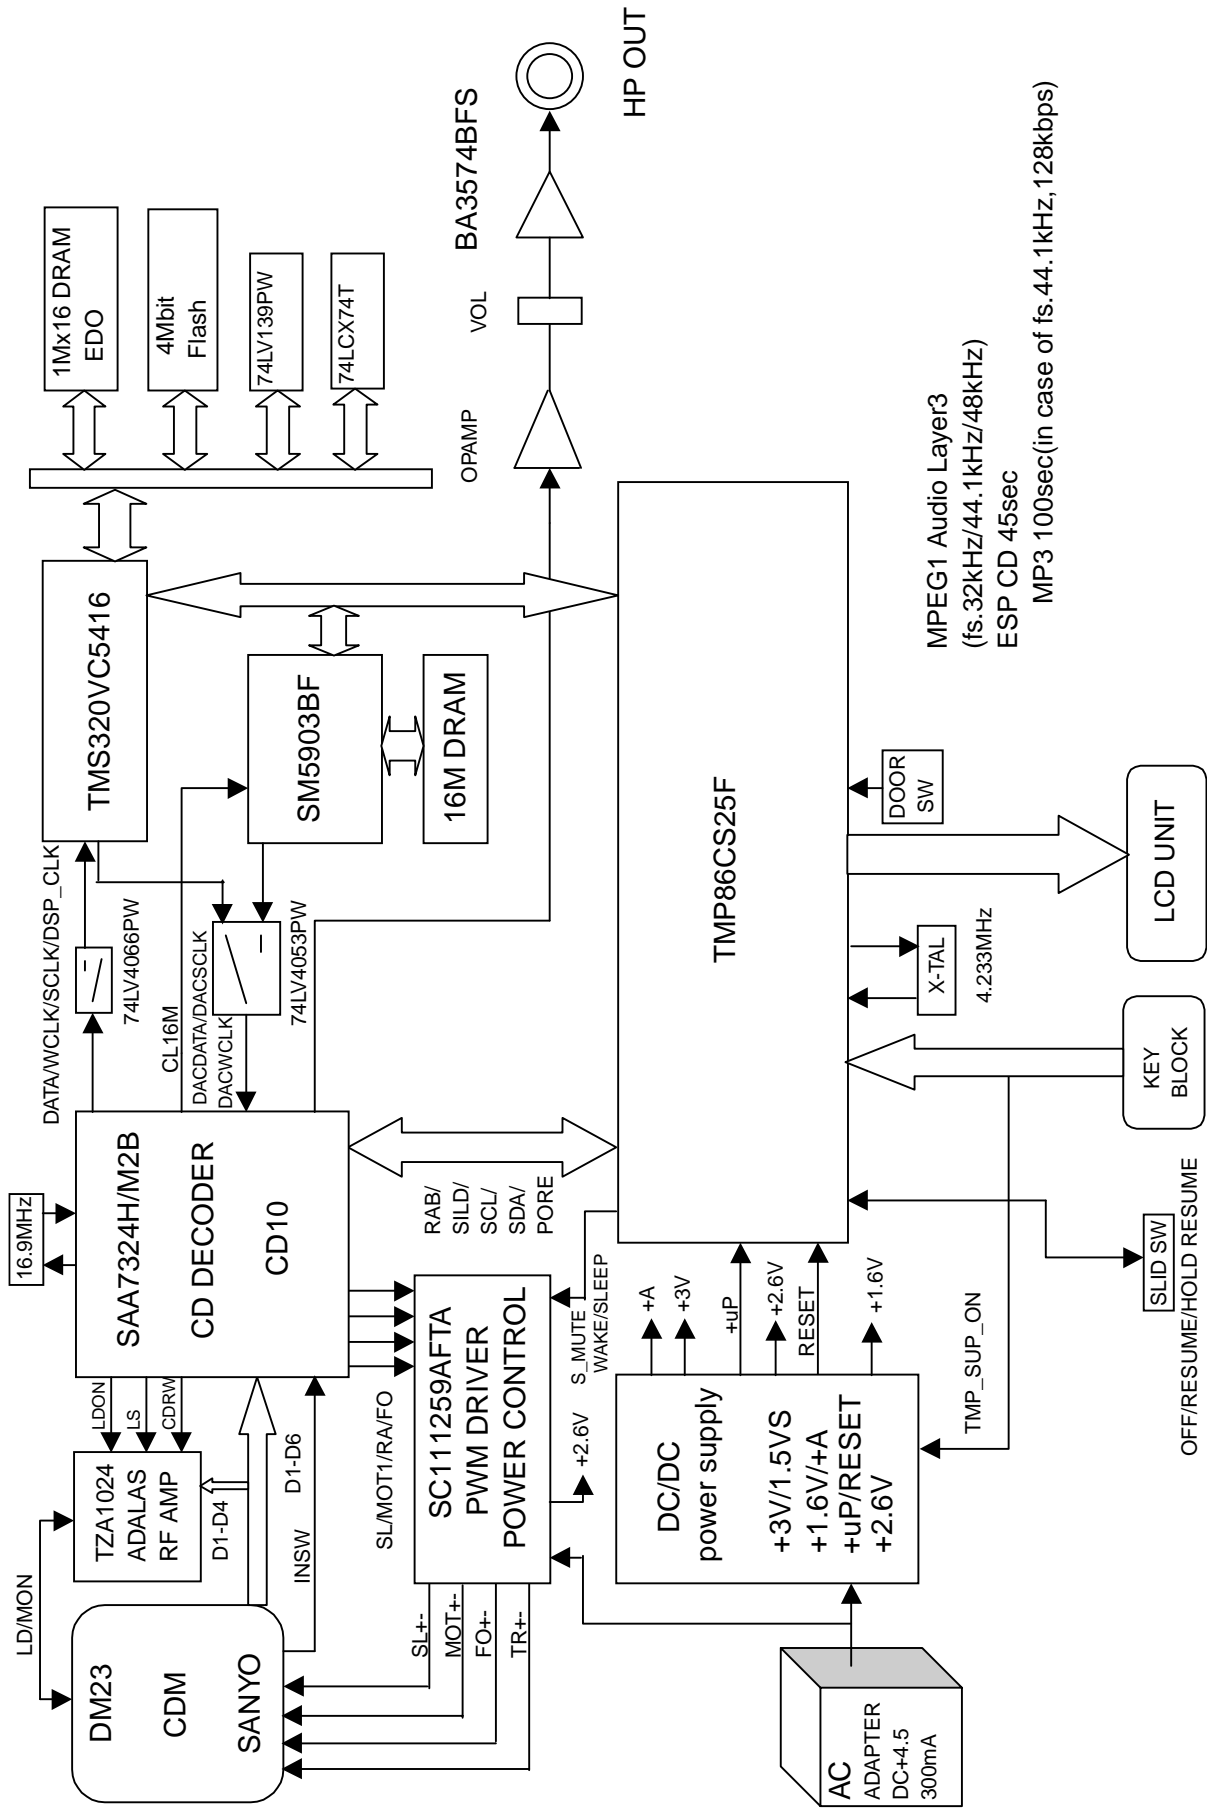 LD/MON
DM23
CDM
SANYO
TZA1024
ADALAS
RF AMP
LDON
LS
CDRW
D1-D4
D1-D6
INSW
16.9MHz
SAA7324H/M2B
CD DECODER
CD10
DATA/WCLK/SCLK/DSP_CLK
74LV4066PW
CL16M
DACDATA/DACSCLK
DACWCLK
74LV4053PW
TMS320VC5416
SM5903BF
16M DRAM
1Mx16 DRAM
EDO
4Mbit
Flash
74LV139PW
74LCX74T
OPAMP
VOL
BA3574BFS
HP OUT
SL/MOT1/RA/FO
SL+-
MOT+-
FO+-
TR+-
SC111259AFTA
PWM DRIVER
POWER CONTROL
+2.6V
S_MUTE
WAKE/SLEEP
RAB/
SILD/
SCL/
SDA/
PORE
TMP86CS25F
AC
ADAPTER
DC+4.5
300mA
DC/DC
power supply
+3V/1.5VS
+1.6V/+A
+uP/RESET
+2.6V
+A
+3V
+uP
+2.6V
RESET
+1.6V
TMP_SUP_ON
SLID SW
OFF/RESUME/HOLD RESUME
KEY
BLOCK
X-TAL
4.233MHz
LCD UNIT
DOOR
SW
MPEG1 Audio Layer3
(fs.32kHz/44.1kHz/48kHz)
ESP CD 45sec
MP3 100sec(in case of fs.44.1kHz,128kbps)